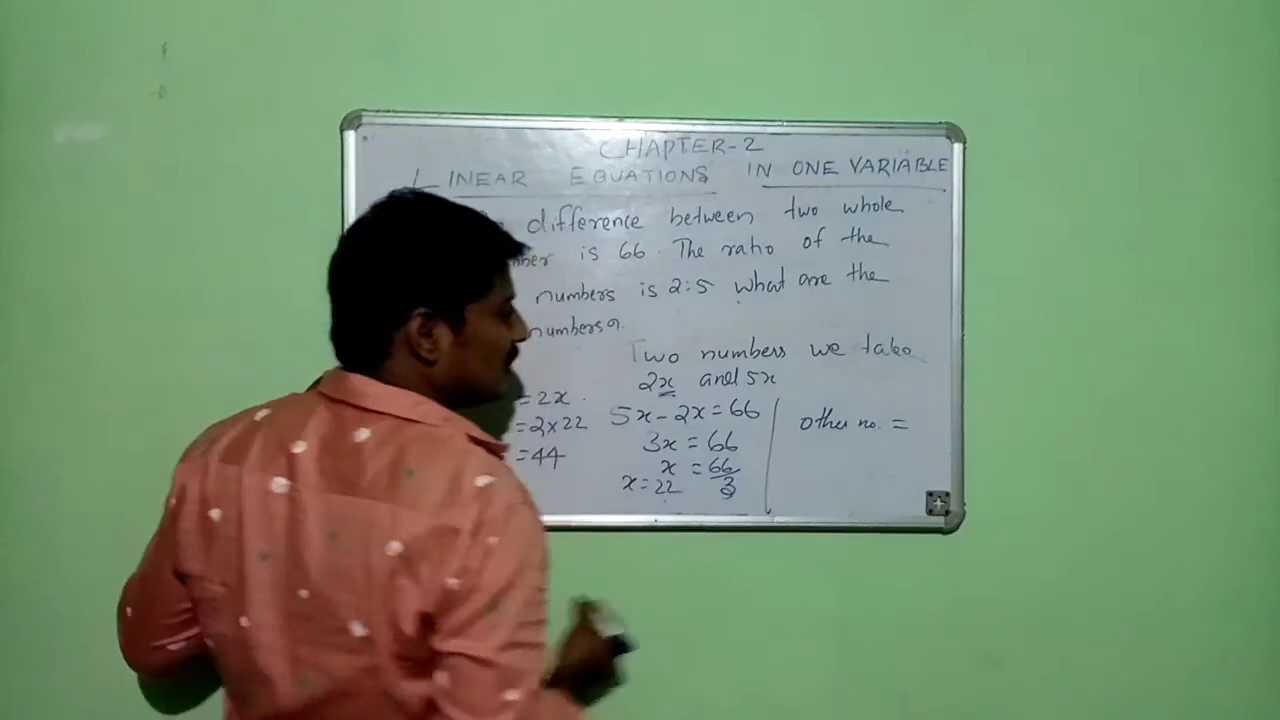 CHAPTER-2
LINEAR EQUATIONS IN ONE VARIABLE
difference between two whole
is 66. The ratio of the
numbers is 2:5 what are the
numbers?
Two numbers we take
2x and 5x
=2x
=2x22
=44
5x-2x=66
3x=66
x=66/3
x=22
other no. =